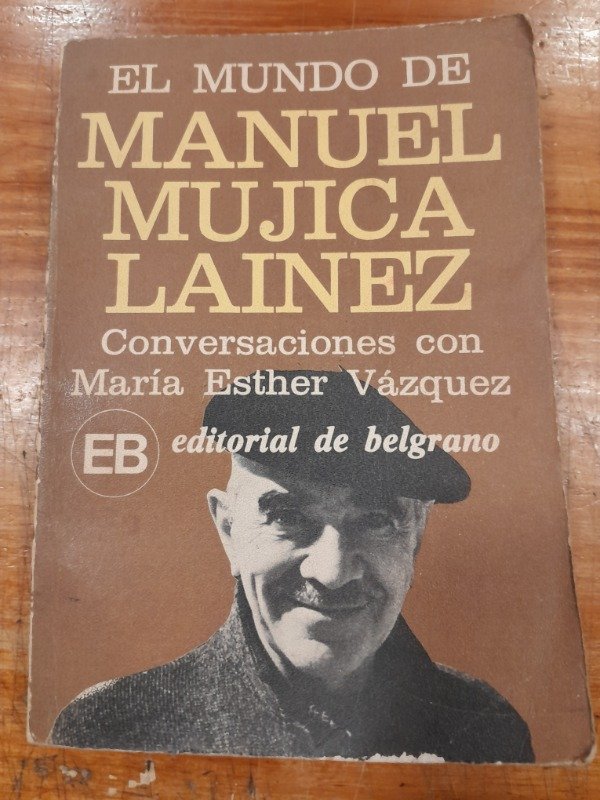 EL MUNDO DE
MANUEL
MUJICA
LAINEZ
Conversaciones con
María Esther Vázquez
EB editorial de belgrano